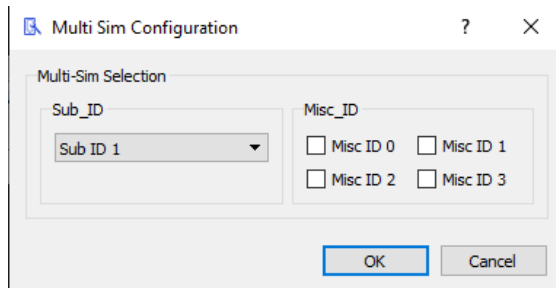 Multi Sim Configuration
?
Multi-Sim Selection
Sub_ID
Sub ID 1
Misc_ID
Misc ID 0 Misc ID 1
Misc ID 2 Misc ID 3
OK Cancel